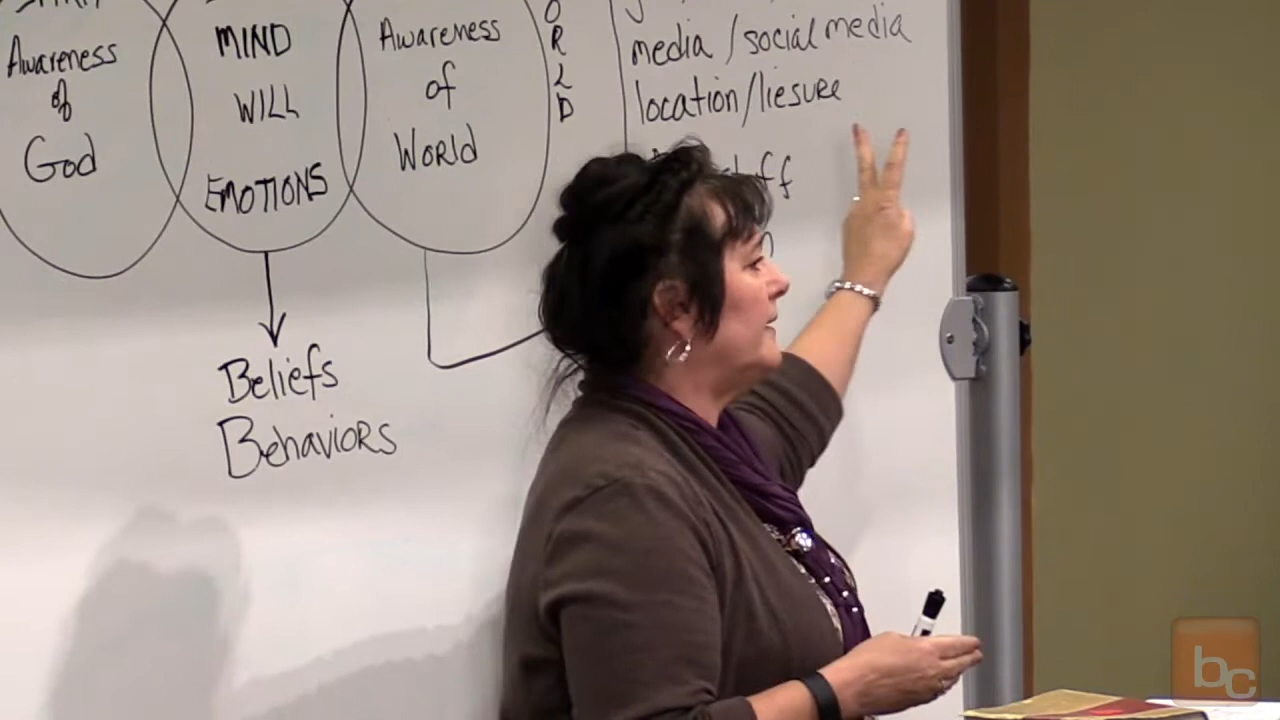 Awareness
of
God
MIND
WILL
EMOTIONS
Awareness
of
World
O
R
L
D
media / social media
location / liesure
Beliefs
Behaviors
bc